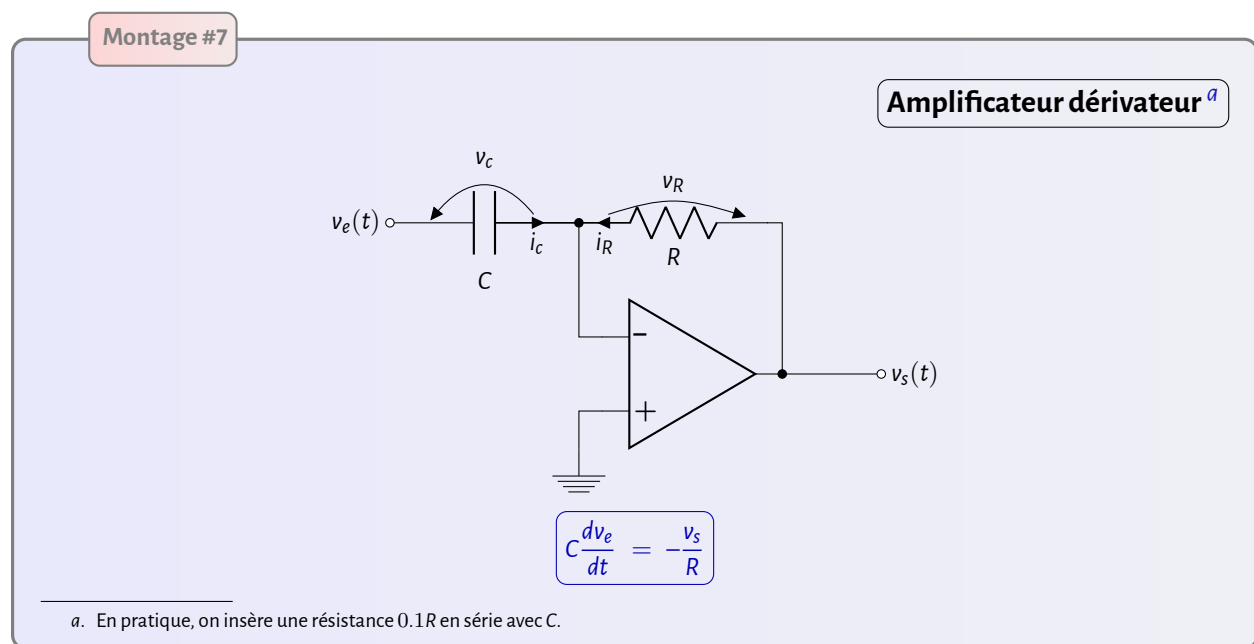 Montage #7
Amplificateur dérivateur a
v_c
v_R
v_e(t)
i_c
i_R
R
C
−
v_s(t)
+
C dv_e/dt = − v_s/R
a. En pratique, on insère une résistance 0.1R en série avec C.